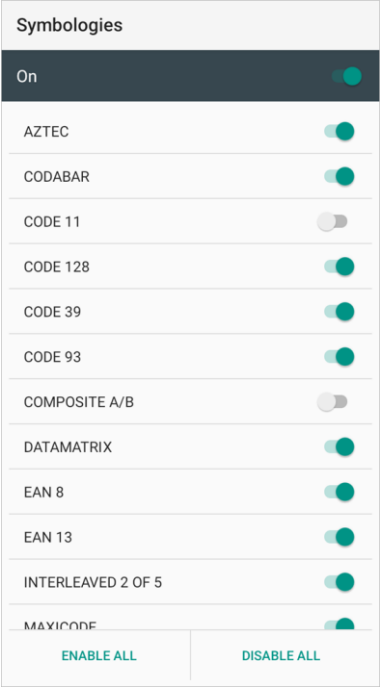 Symbologies
On
AZTEC
CODABAR
CODE 11
CODE 128
CODE 39
CODE 93
COMPOSITE A/B
DATAMATRIX
EAN 8
EAN 13
INTERLEAVED 2 OF 5
MAXICODE
ENABLE ALL
DISABLE ALL